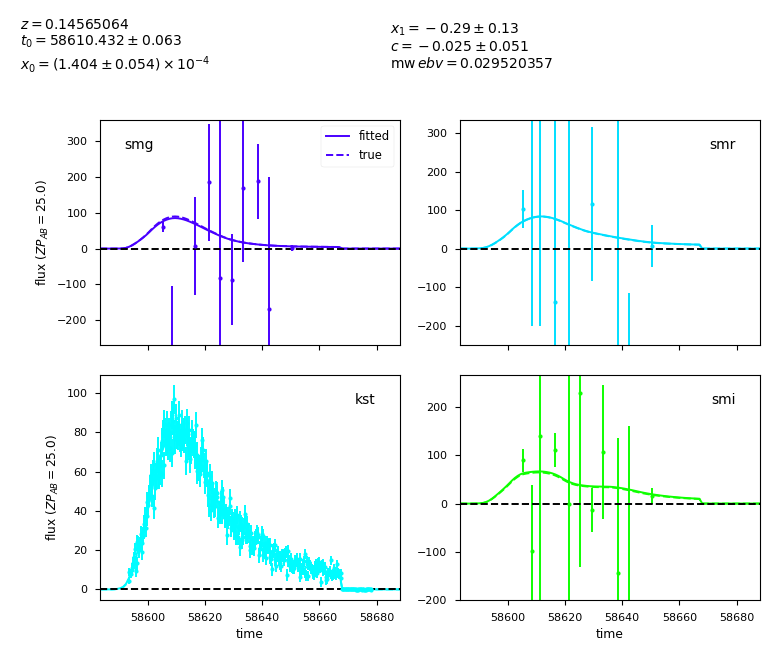 z = 0.14564064
t₀ = 58610.432 ± 0.063
x₀ = (1.404 ± 0.054) × 10⁻⁴
x₁ = −0.29 ± 0.13
c = −0.025 ± 0.051
mw ebv = 0.029520357
smg
fitted
true
300
200
100
0
−100
−200
flux (ZP_AB = 25.0)
smr
300
200
100
0
−100
−200
kst
100
80
60
40
20
0
flux (ZP_AB = 25.0)
58600 58620 58640 58660 58680
time
smi
200
100
0
−100
−200
58600 58620 58640 58660 58680
time